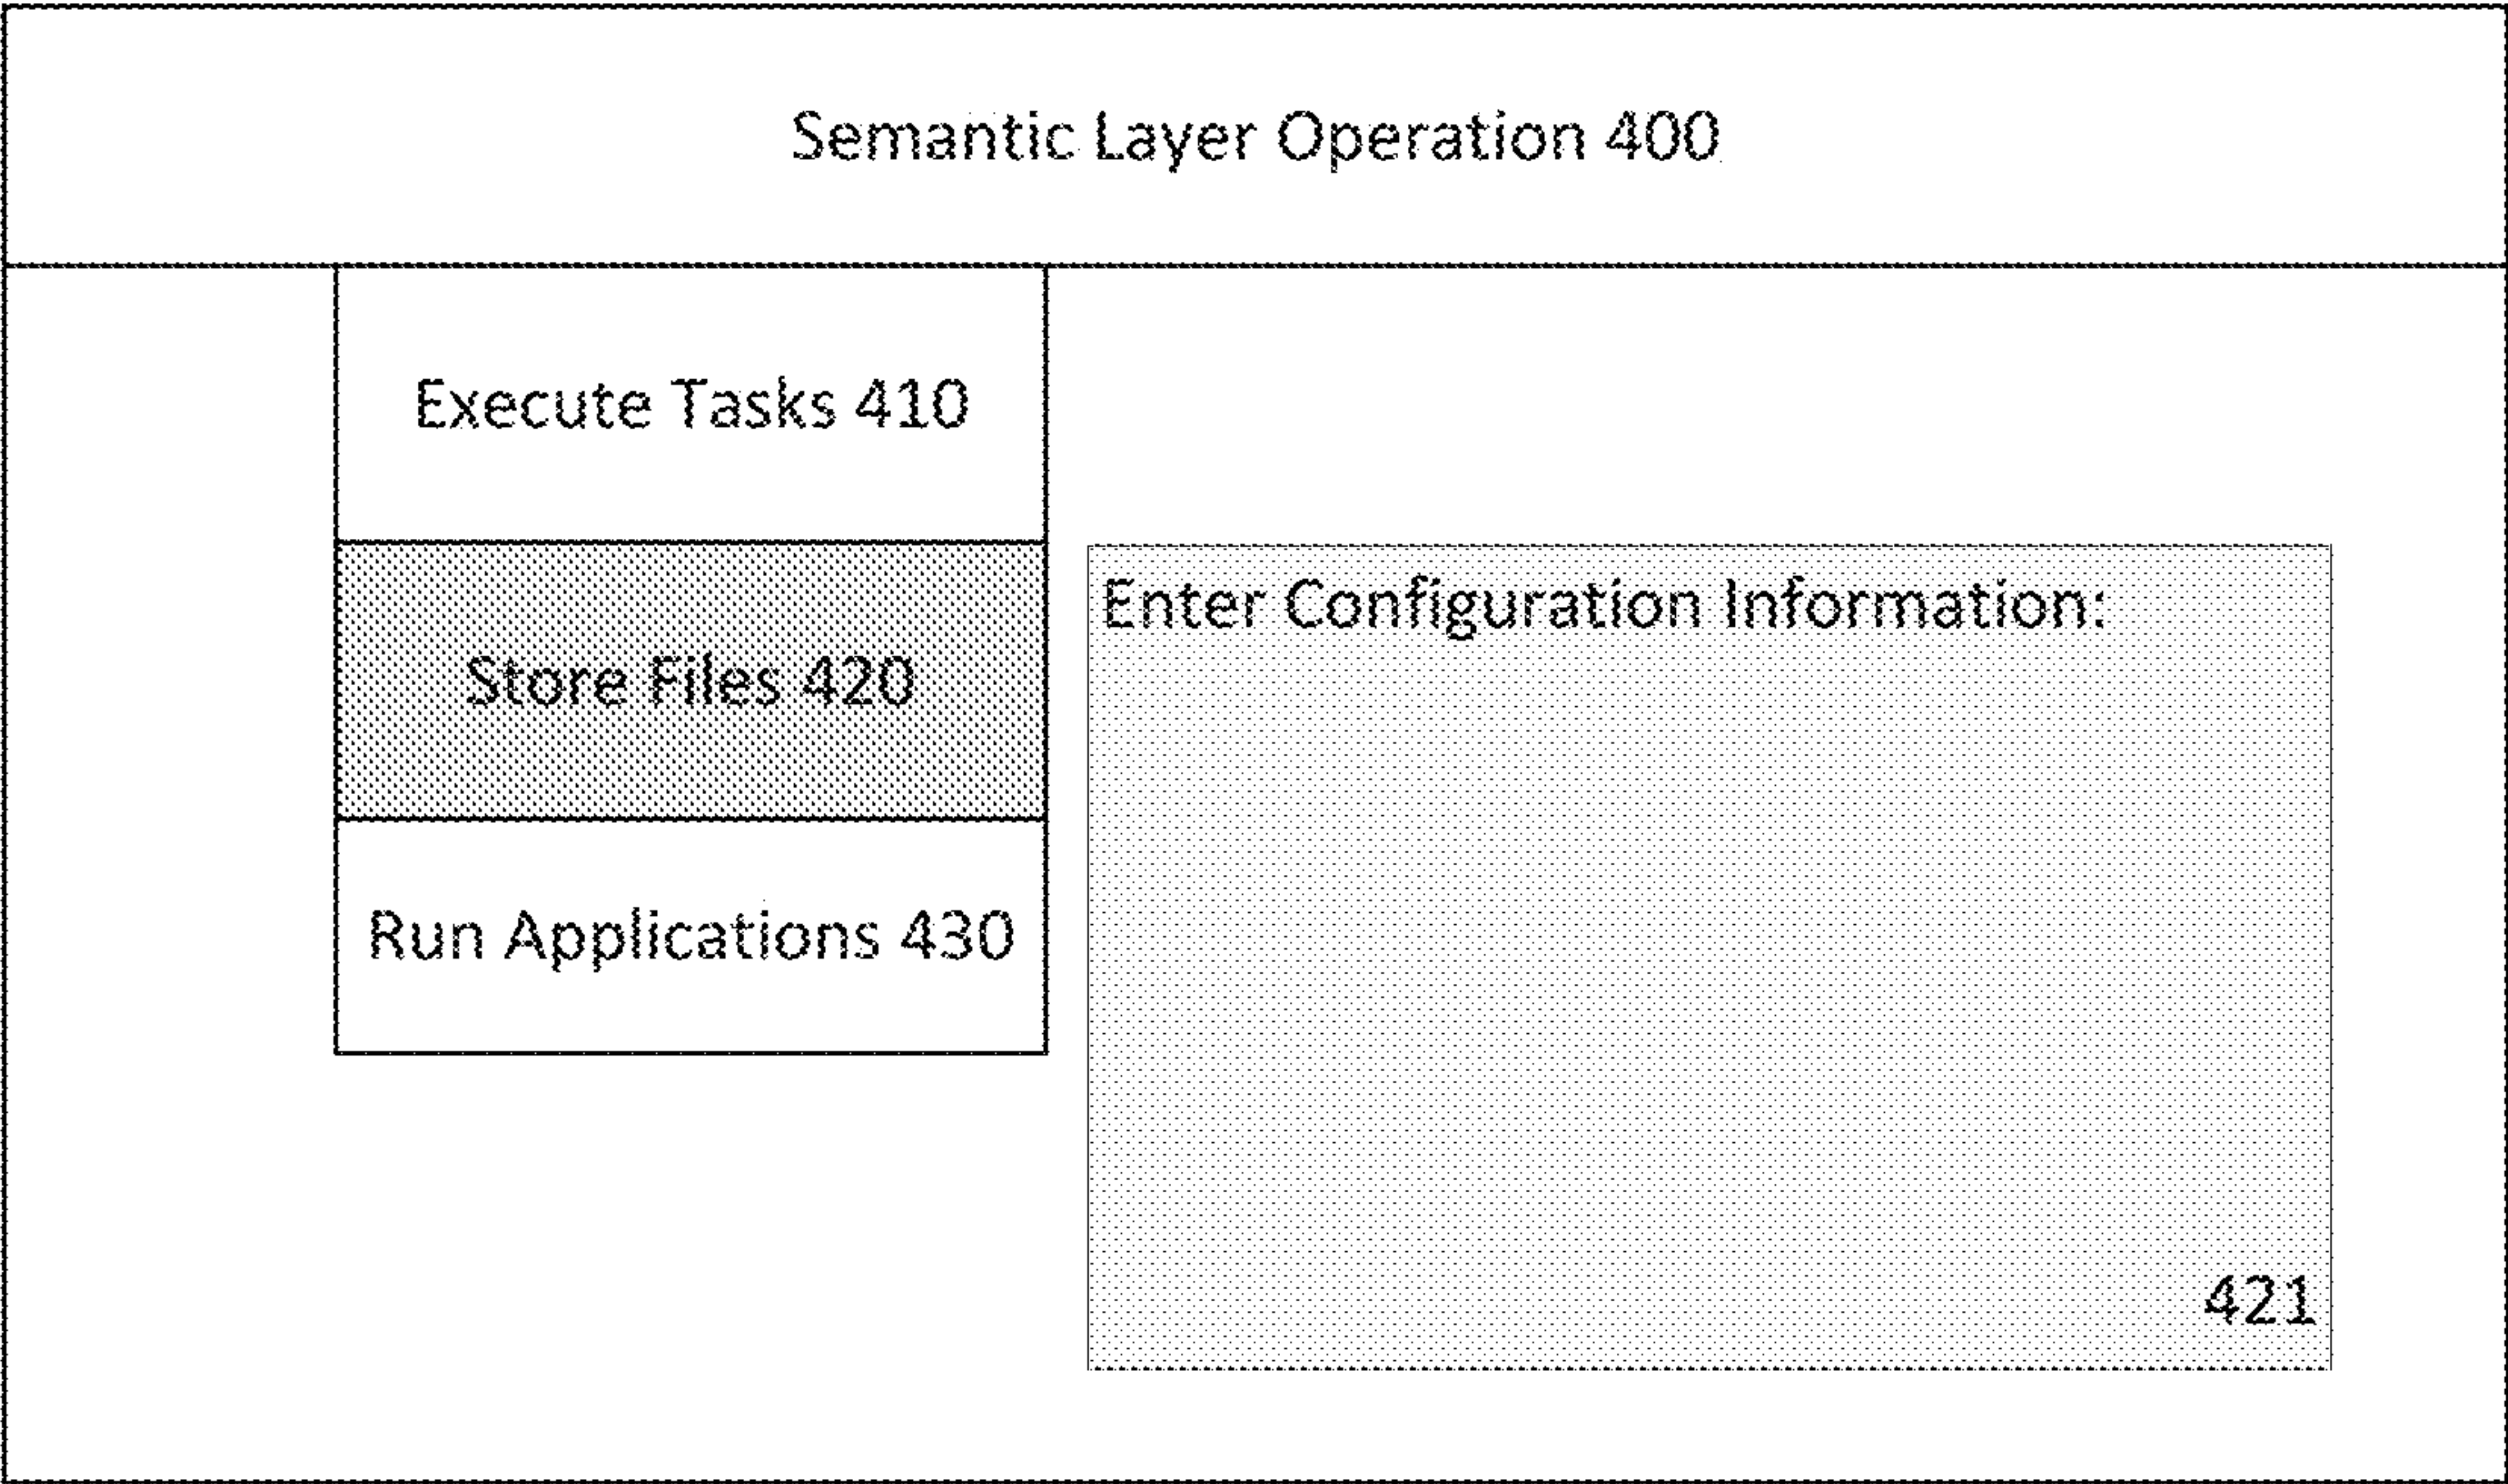 Semantic Layer Operation 400
Execute Tasks 410
Store Files 420
Run Applications 430
Enter Configuration Information:
421